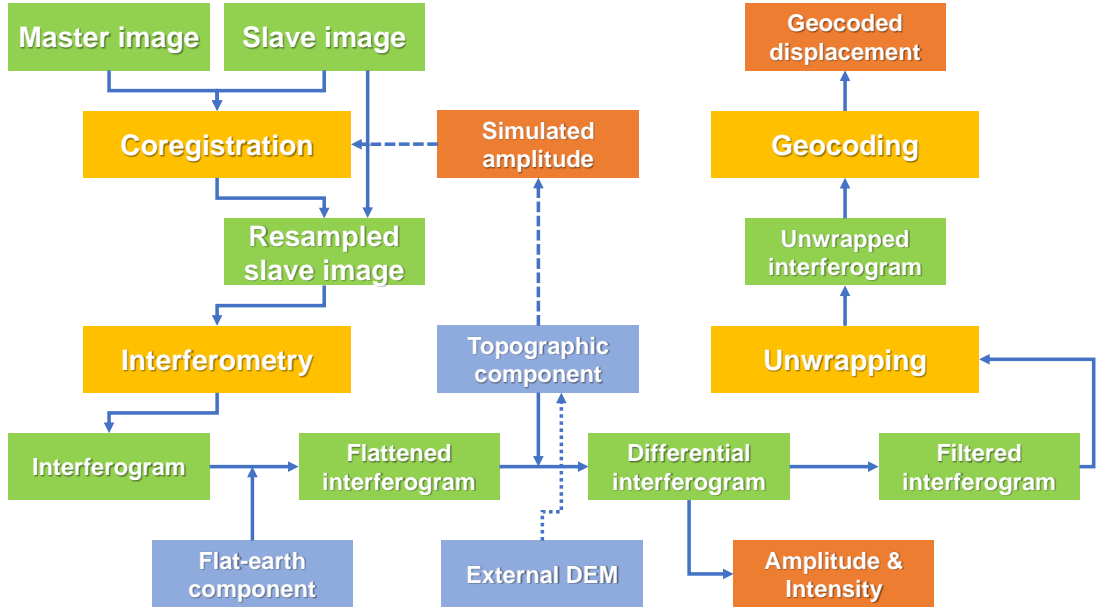 Master image
Slave image
Geocoded
displacement
Coregistration
Simulated
amplitude
Geocoding
Resampled
slave image
Unwrapped
interferogram
Interferometry
Topographic
component
Unwrapping
Interferogram
Flattened
interferogram
Differential
interferogram
Filtered
interferogram
Flat-earth
component
External DEM
Amplitude &
Intensity